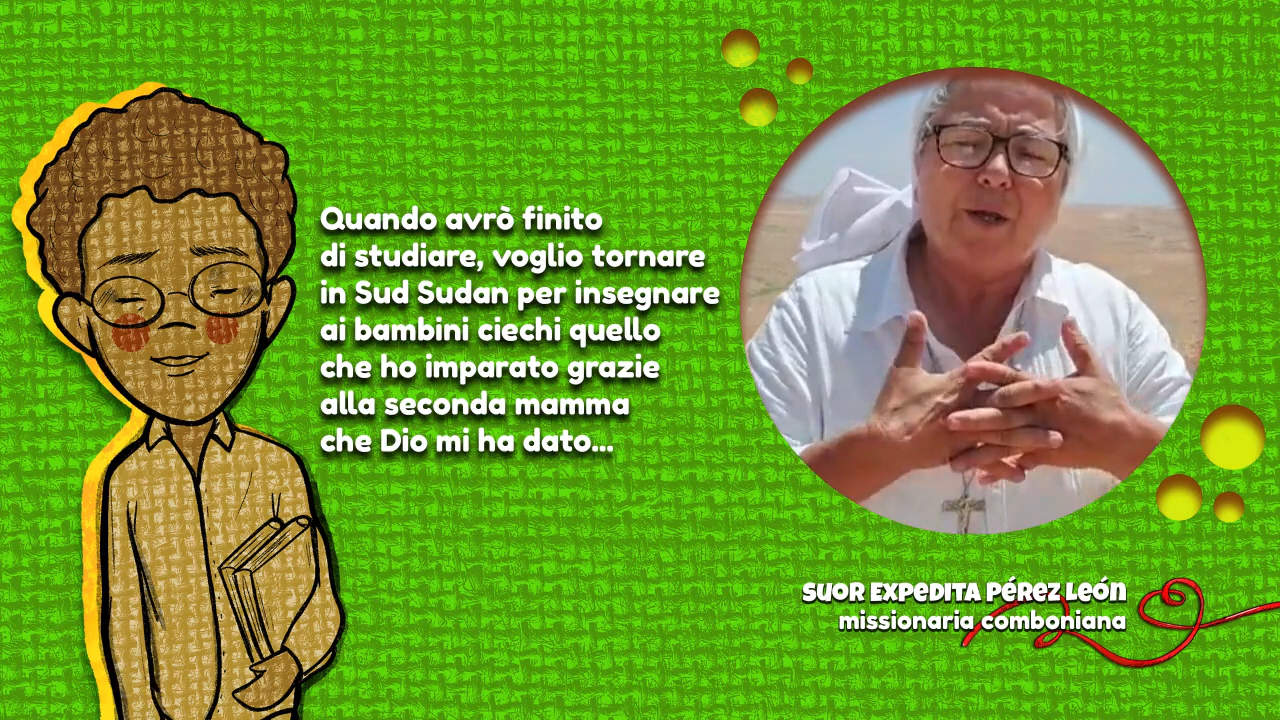 Quando avrò finito
di studiare, voglio tornare
in Sud Sudan per insegnare
ai bambini ciechi quello
che ho imparato grazie
alla seconda mamma
che Dio mi ha dato...
SUOR EXPEDITA PÉREZ LEÓN
missionaria comboniana